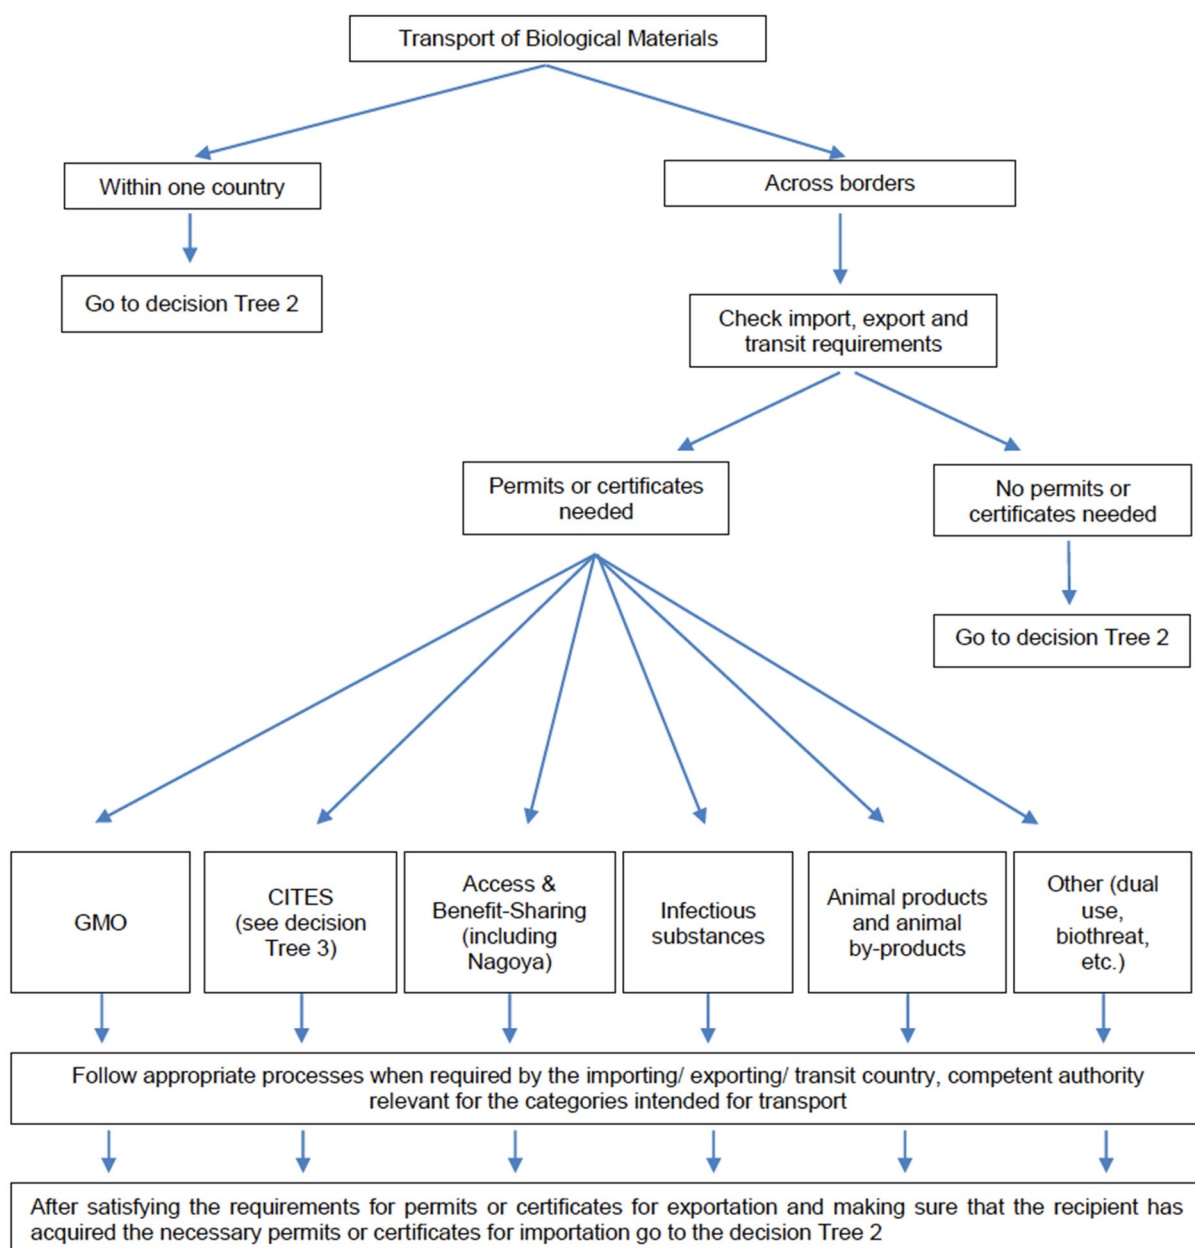 Transport of Biological Materials
Within one country
Across borders
Go to decision Tree 2
Check import, export and
transit requirements
Permits or certificates
needed
No permits or
certificates needed
Go to decision Tree 2
GMO
CITES
(see decision
Tree 3)
Access &
Benefit-Sharing
(including
Nagoya)
Infectious
substances
Animal products
and animal
by-products
Other (dual
use,
biothreat,
etc.)
Follow appropriate processes when required by the importing/ exporting/ transit country, competent authority
relevant for the categories intended for transport
After satisfying the requirements for permits or certificates for exportation and making sure that the recipient has
acquired the necessary permits or certificates for importation go to the decision Tree 2